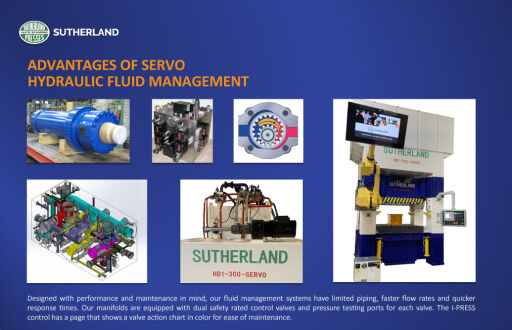 SUTHERLAND
ADVANTAGES OF SERVO
HYDRAULIC FLUID MANAGEMENT
SUTHERLAND
SUTHERLAND
SUTHERLAND
HD1-300-SERVO
Designed with performance and maintenance in mind, our fluid management systems have limited piping, faster flow rates and quicker
response times. Our manifolds are equipped with dual safety rated control valves and pressure testing ports for each valve. The I-PRESS
control has a page that shows a valve action chart in color for ease of maintenance.